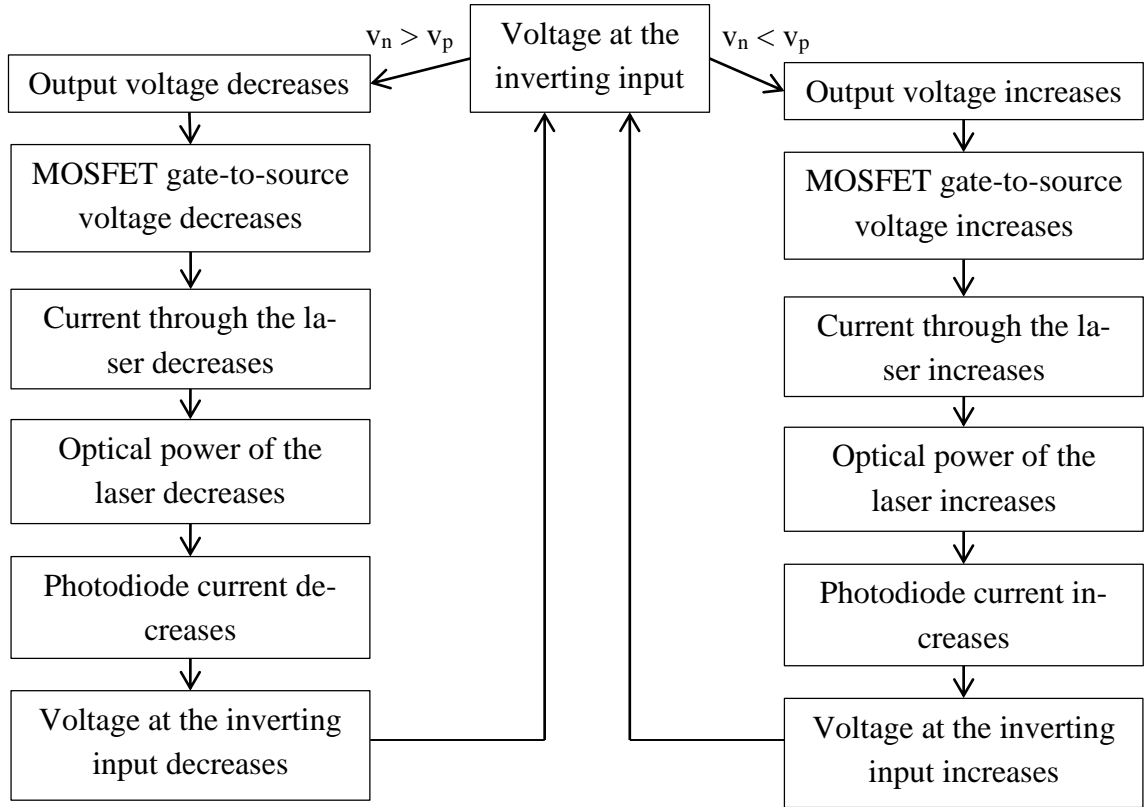 Voltage at the
inverting input
vₙ > vₚ
vₙ < vₚ
Output voltage decreases
MOSFET gate-to-source
voltage decreases
Current through the la-
ser decreases
Optical power of the
laser decreases
Photodiode current de-
creases
Voltage at the inverting
input decreases
Output voltage increases
MOSFET gate-to-source
voltage increases
Current through the la-
ser increases
Optical power of the
laser increases
Photodiode current in-
creases
Voltage at the inverting
input increases